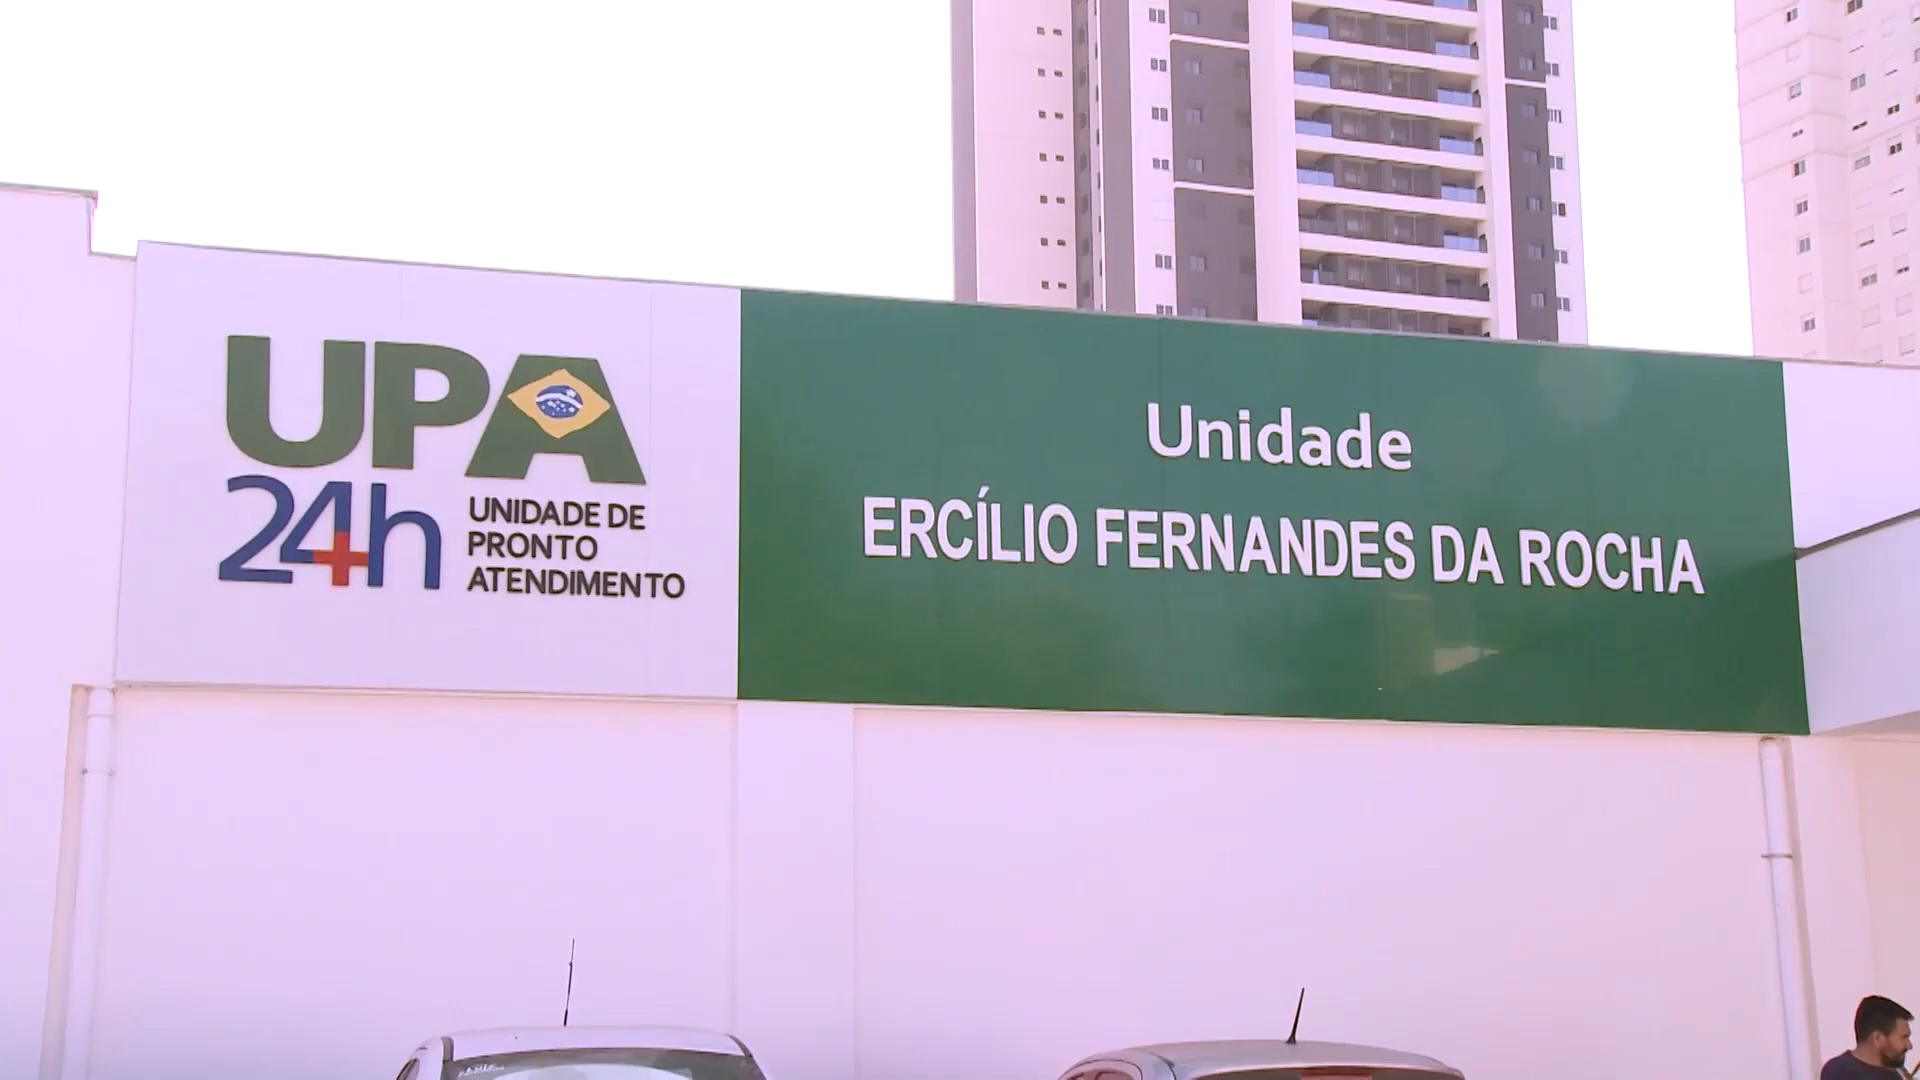 UPA
24h
UNIDADE DE
PRONTO
ATENDIMENTO
Unidade
ERCÍLIO FERNANDES DA ROCHA